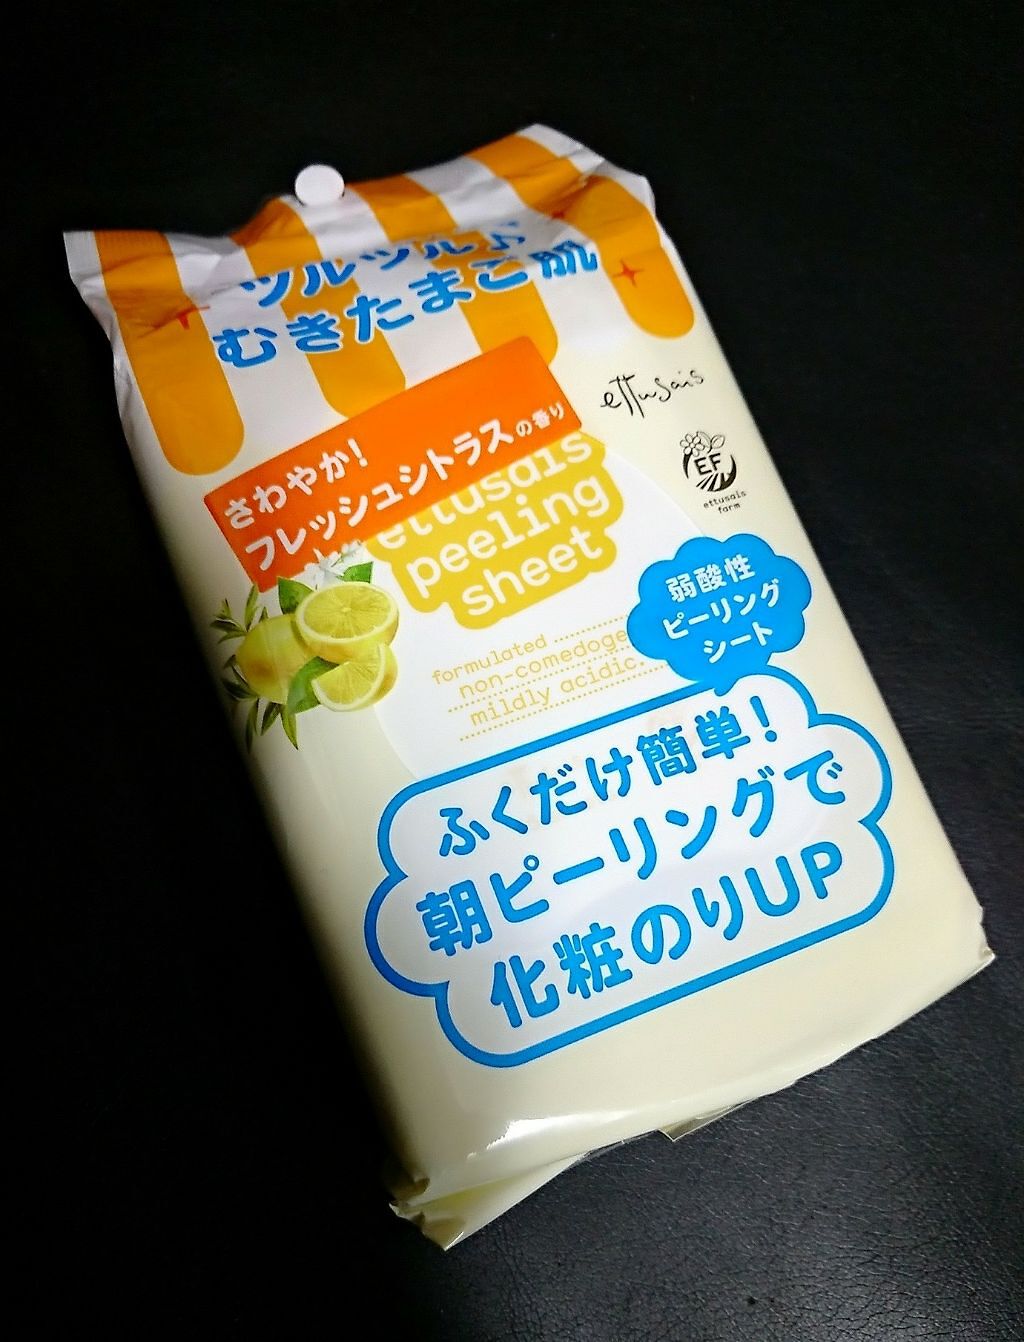 ツルツル♪
むきたまご肌
ettusais
さわやか!
フレッシュシトラスの香り
EF
ettusais
farm
ettusais
peeling
sheet
弱酸性
ピーリング
シート
formulated
non-comedoge
mildly acidic
ふくだけ簡単!
朝ピーリングで
化粧のりUP